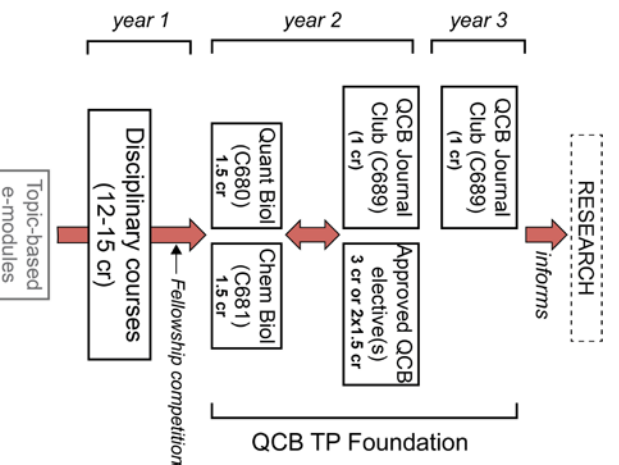 year 1
year 2
year 3
Topic-based
e-modules
Disciplinary courses
(12-15 cr)
Fellowship competition
Quant Biol
(C680)
1.5 cr
Chem Biol
(C681)
1.5 cr
QCB Journal
Club (C689)
(1 cr)
Approved QCB
elective(s)
3 cr or 2x1.5 cr
QCB Journal
Club (C689)
(1 cr)
informs
RESEARCH
QCB TP Foundation